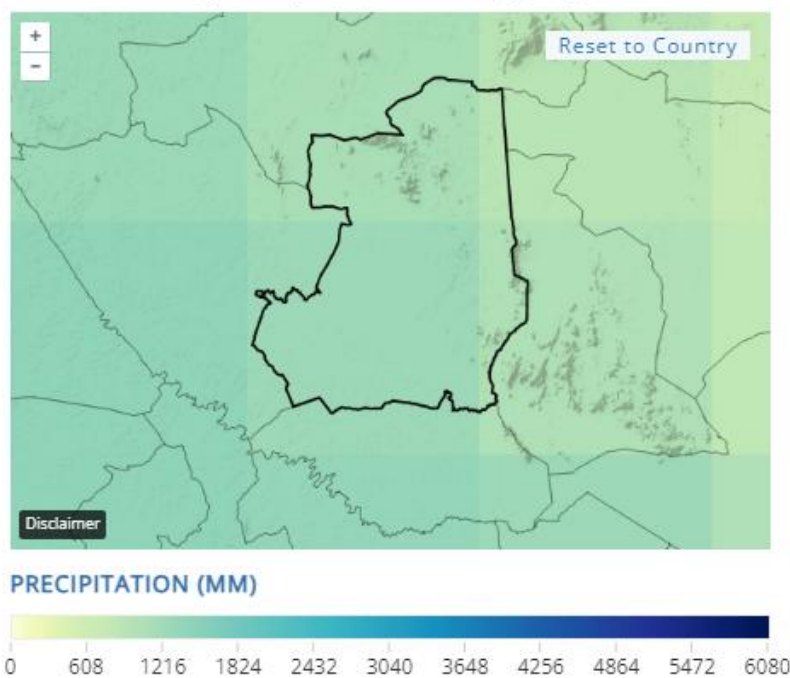 +
Reset to Country
−
Disclaimer
PRECIPITATION (MM)
0 608 1216 1824 2432 3040 3648 4256 4864 5472 6080